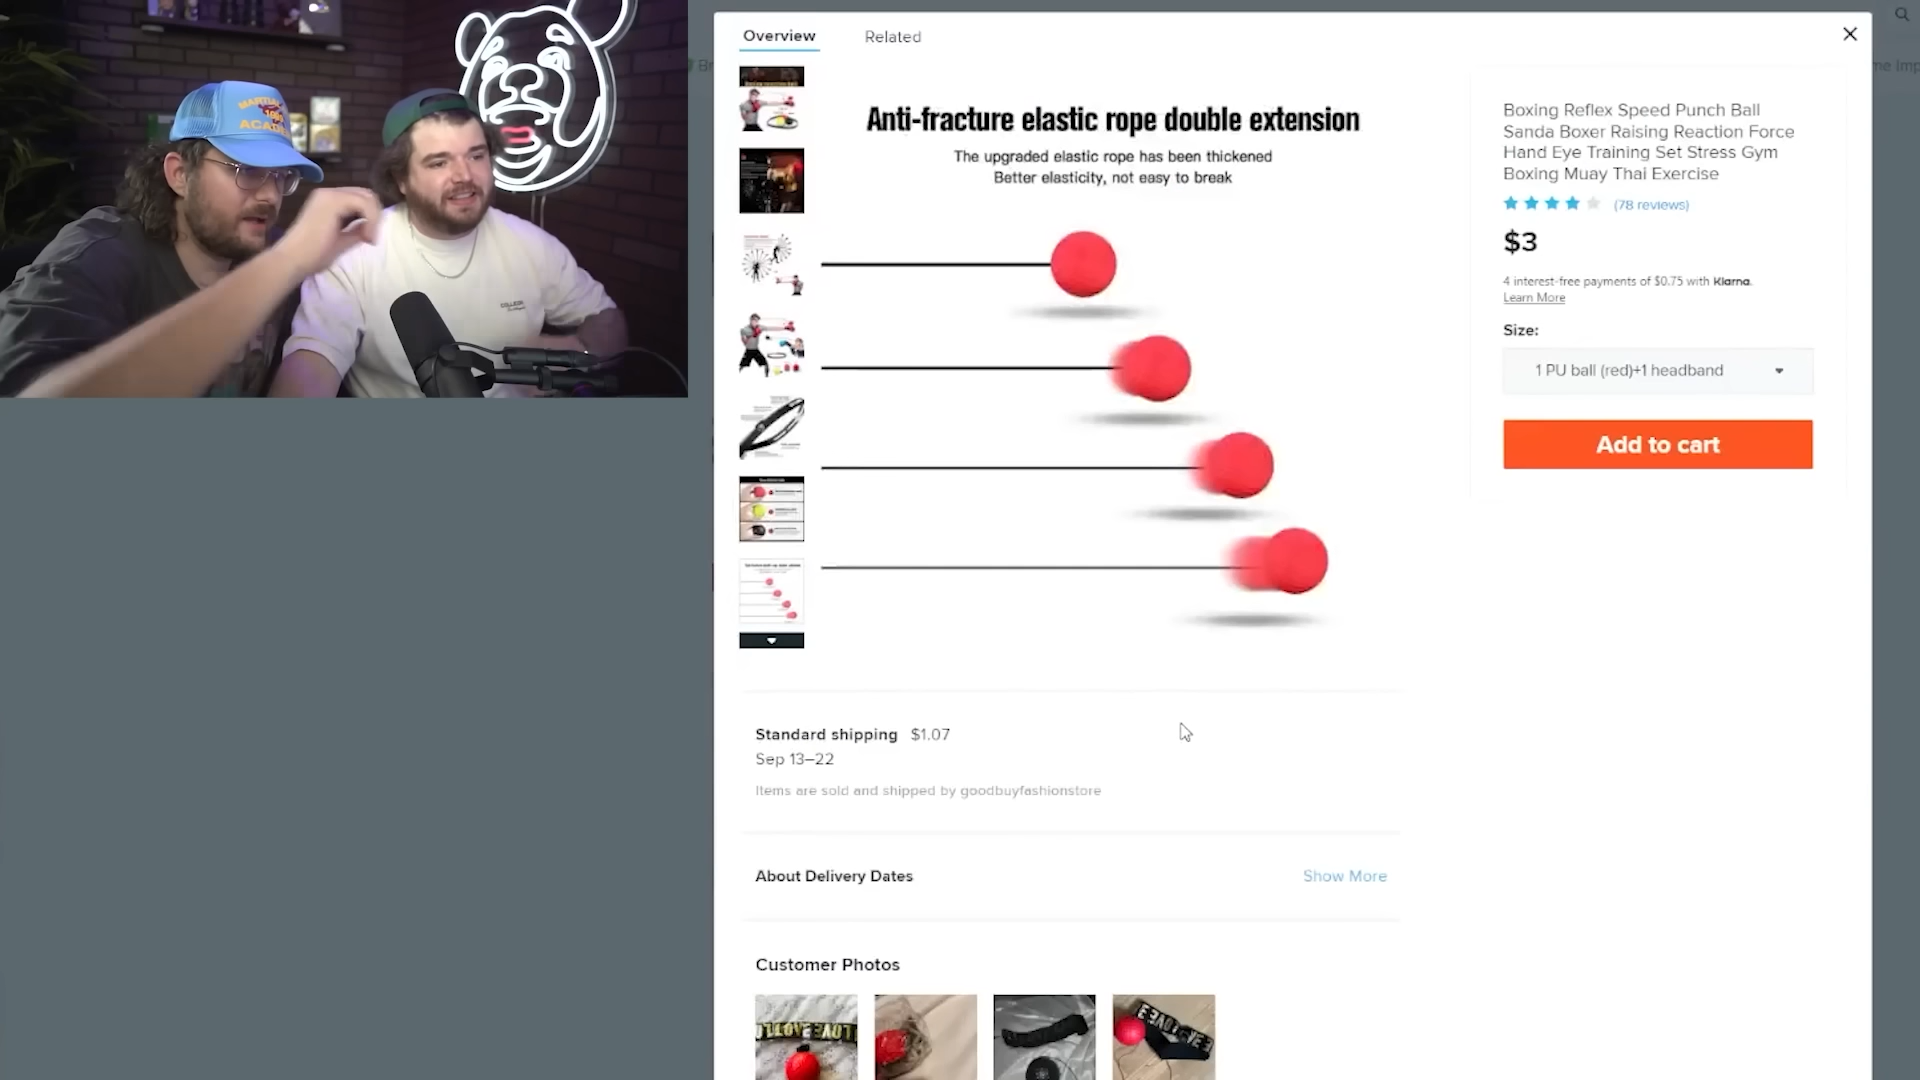 MARTIAL
ACADEMY
COLLEGE
Overview
Related
Anti-fracture elastic rope double extension
The upgraded elastic rope has been thickened
Better elasticity, not easy to break
Boxing Reflex Speed Punch Ball
Sanda Boxer Raising Reaction Force
Hand Eye Training Set Stress Gym
Boxing Muay Thai Exercise
(78 reviews)
$3
4 interest-free payments of $0.75 with Klarna.
Learn More
Size:
1 PU ball (red)+1 headband
Add to cart
Standard shipping $1.07
Sep 13–22
Items are sold and shipped by goodbuyfashionstore
About Delivery Dates
Show More
Customer Photos